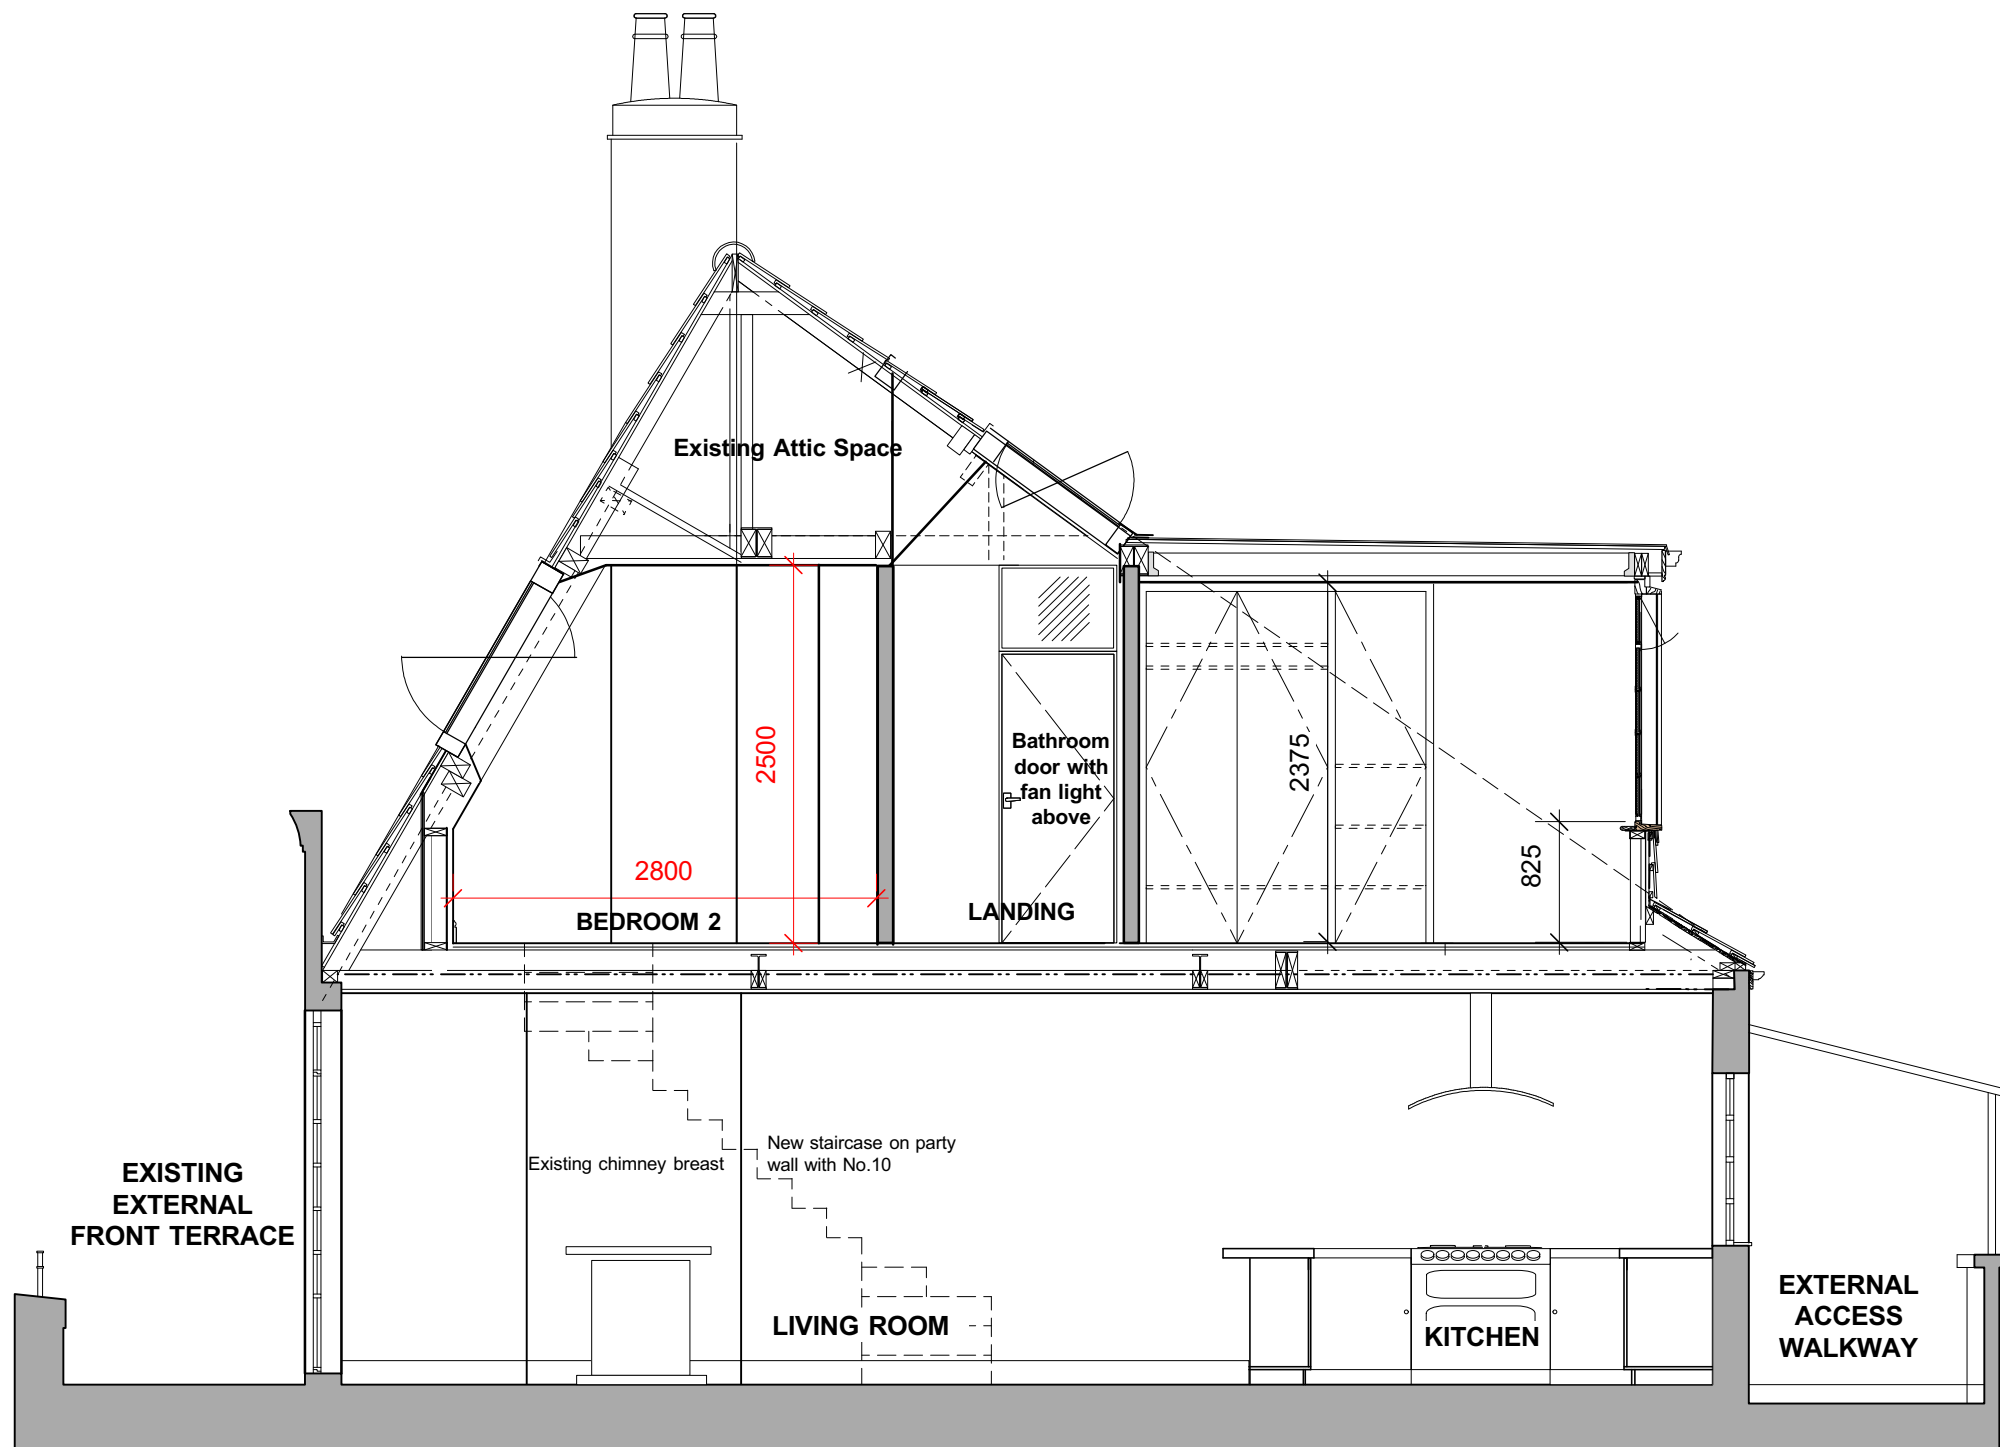 Existing Attic Space
2500
2800
BEDROOM 2
LANDING
Bathroom
door with
fan light
above
2375
825
EXISTING
EXTERNAL
FRONT TERRACE
Existing chimney breast
New staircase on party
wall with No.10
LIVING ROOM
KITCHEN
EXTERNAL
ACCESS
WALKWAY